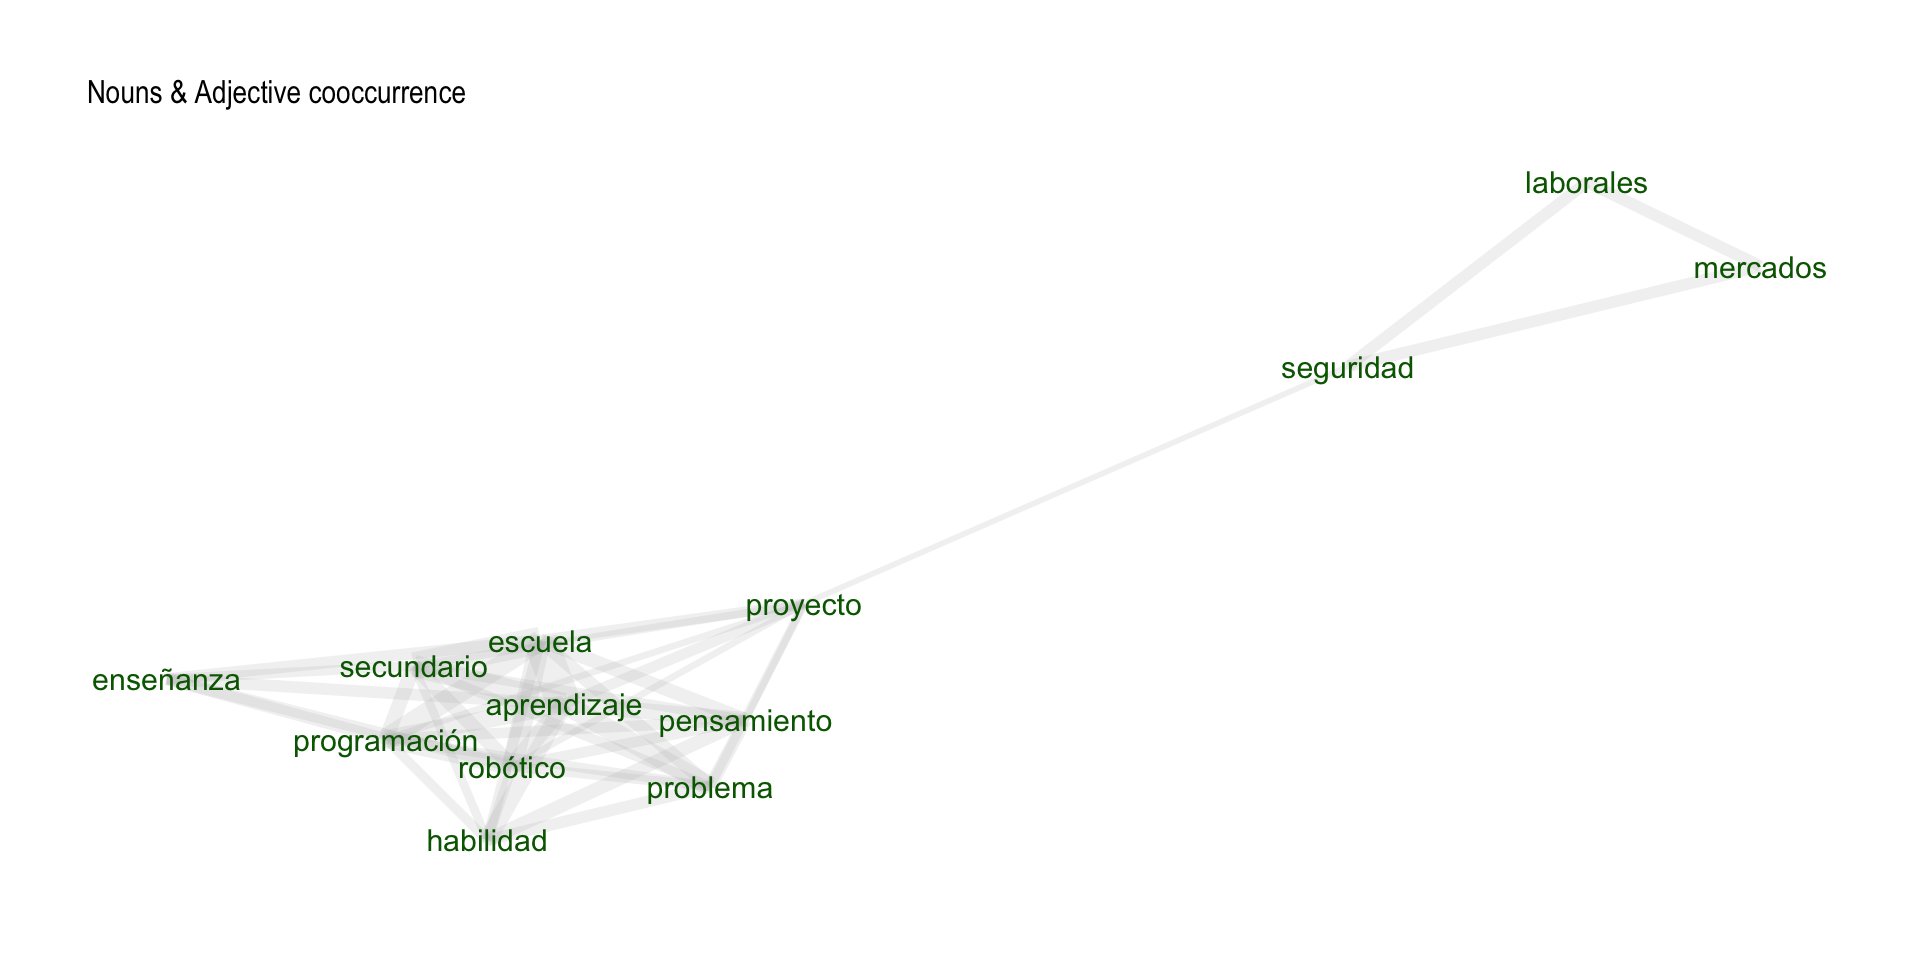 Nouns & Adjective cooccurrence
laborales
mercados
seguridad
proyecto
escuela
secundario
enseñanza
aprendizaje
pensamiento
programación
robótico
problema
habilidad